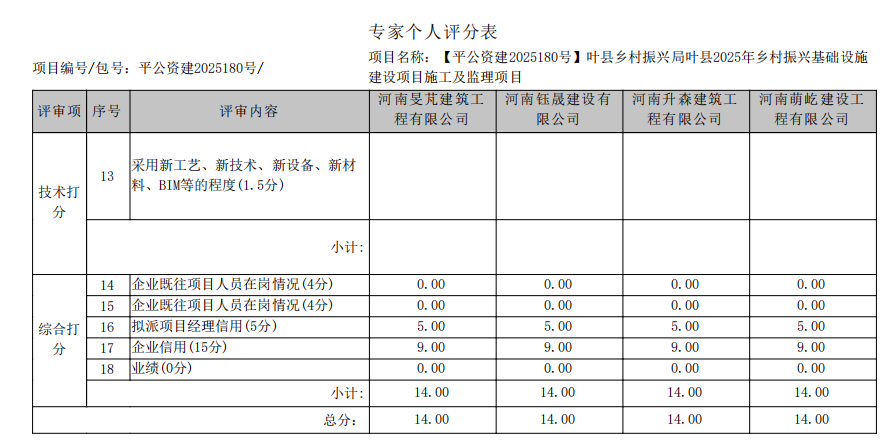 专家个人评分表
项目编号/包号：平公资建2025180号/
项目名称：【平公资建2025180号】叶县乡村振兴局叶县2025年乡村振兴基础设施
建设项目施工及监理项目
评审项 序号 评审内容 河南旻芃建筑工程有限公司 河南钰晟建设有限公司 河南升森建筑工程有限公司 河南萌屹建设工程有限公司
技术打分
13 采用新工艺、新技术、新设备、新材料、BIM等的程度(1.5分)
小计:
综合打分
14 企业既往项目人员在岗情况(4分) 0.00 0.00 0.00 0.00
15 企业既往项目人员在岗情况(4分) 0.00 0.00 0.00 0.00
16 拟派项目经理信用(5分) 5.00 5.00 5.00 5.00
17 企业信用(15分) 9.00 9.00 9.00 9.00
18 业绩(0分) 0.00 0.00 0.00 0.00
小计: 14.00 14.00 14.00 14.00
总分: 14.00 14.00 14.00 14.00